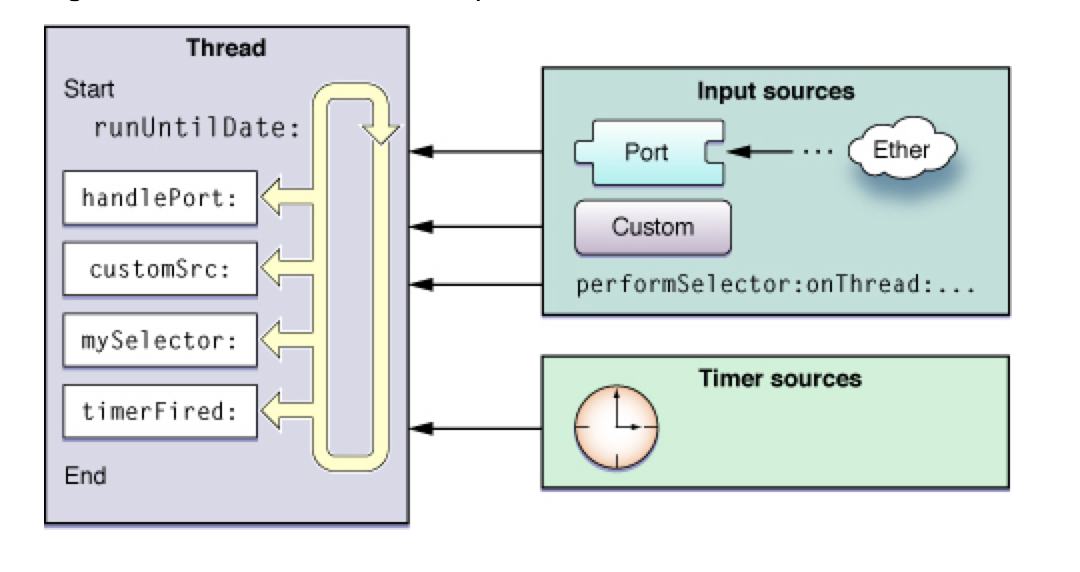 Thread
Start
runUntilDate:
handlePort:
customSrc:
mySelector:
timerFired:
End
Input sources
Port
...
Ether
Custom
performSelector:onThread:...
Timer sources